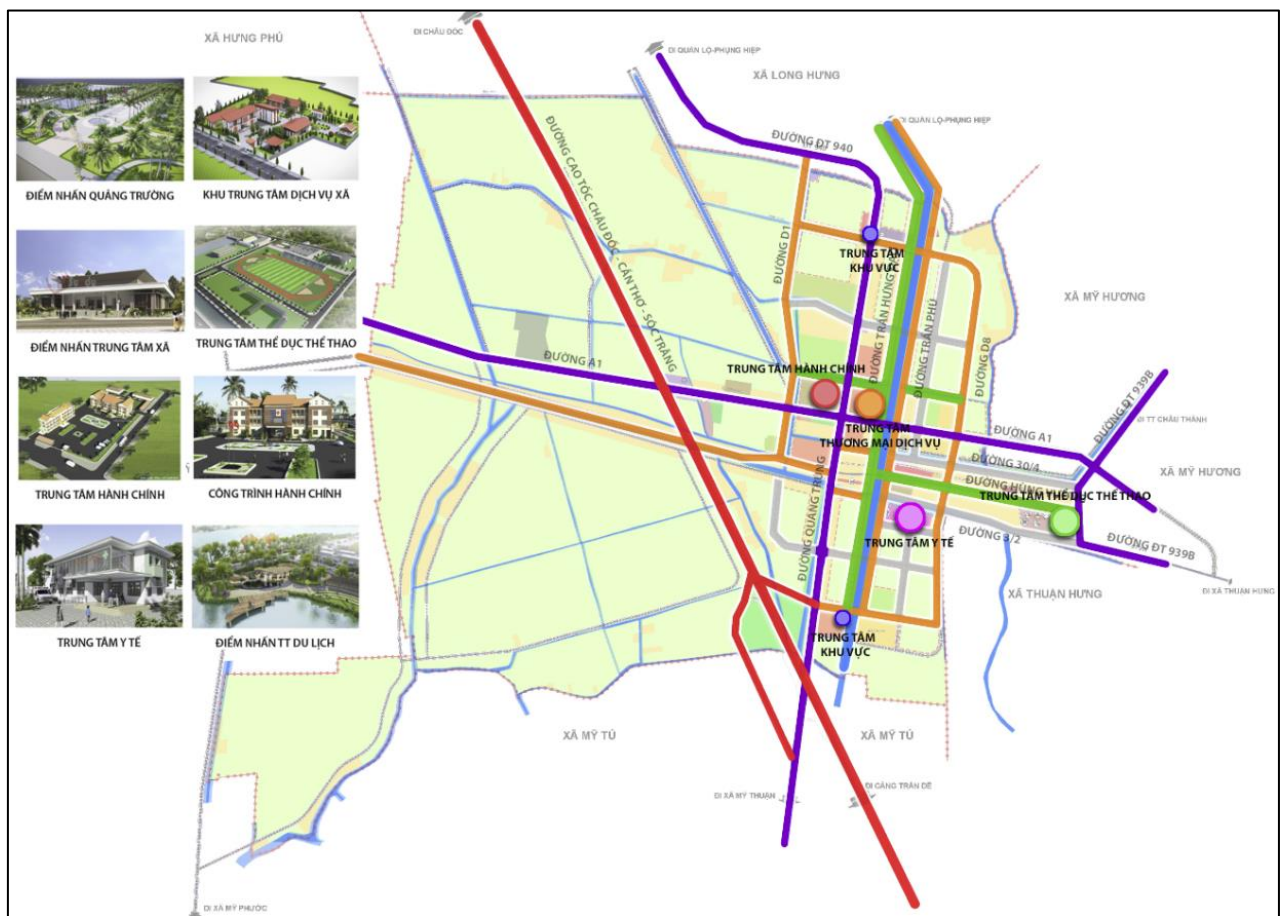 ĐI CHÂU ĐỐC
XÃ HƯNG PHÚ
ĐI QUẢN LỘ-PHỤNG HIỆP
XÃ LONG HƯNG
ĐI QUẢN LỘ-PHỤNG HIỆP
ĐƯỜNG DT 940
ĐƯỜNG CAO TỐC CHÂU ĐỐC - CẦN THƠ - SÓC TRĂNG
ĐIỂM NHẤN QUẢNG TRƯỜNG
KHU TRUNG TÂM DỊCH VỤ XÃ
ĐƯỜNG D1
TRUNG TÂM
KHU VỰC
ĐƯỜNG TRẦN HƯNG
ĐƯỜNG TRẦN PHÚ
XÃ MỸ HƯƠNG
ĐIỂM NHẤN TRUNG TÂM XÃ
TRUNG TÂM THỂ DỤC THỂ THAO
ĐƯỜNG A1
TRUNG TÂM HÀNH CHÍNH
ĐƯỜNG D8
ĐƯỜNG ĐT 939B
ĐI TT CHÂU THÀNH
TRUNG TÂM
THƯƠNG MẠI DỊCH VỤ
ĐƯỜNG A1
ĐƯỜNG 30/4
XÃ MỸ HƯƠNG
ĐƯỜNG HÙNG
TRUNG TÂM THỂ DỤC THỂ THAO
TRUNG TÂM HÀNH CHÍNH
CÔNG TRÌNH HÀNH CHÍNH
ĐƯỜNG QUANG TRUNG
TRUNG TÂM Y TẾ
ĐƯỜNG 3/2
ĐƯỜNG ĐT 939B
ĐI XÃ THUẬN HƯNG
XÃ THUẬN HƯNG
TRUNG TÂM Y TẾ
ĐIỂM NHẤN TT DU LỊCH
TRUNG TÂM
KHU VỰC
XÃ MỸ TÚ
XÃ MỸ TÚ
ĐI XÃ MỸ THUẬN
ĐI CẢNG TRẦN ĐỀ
ĐI XÃ MỸ PHƯỚC